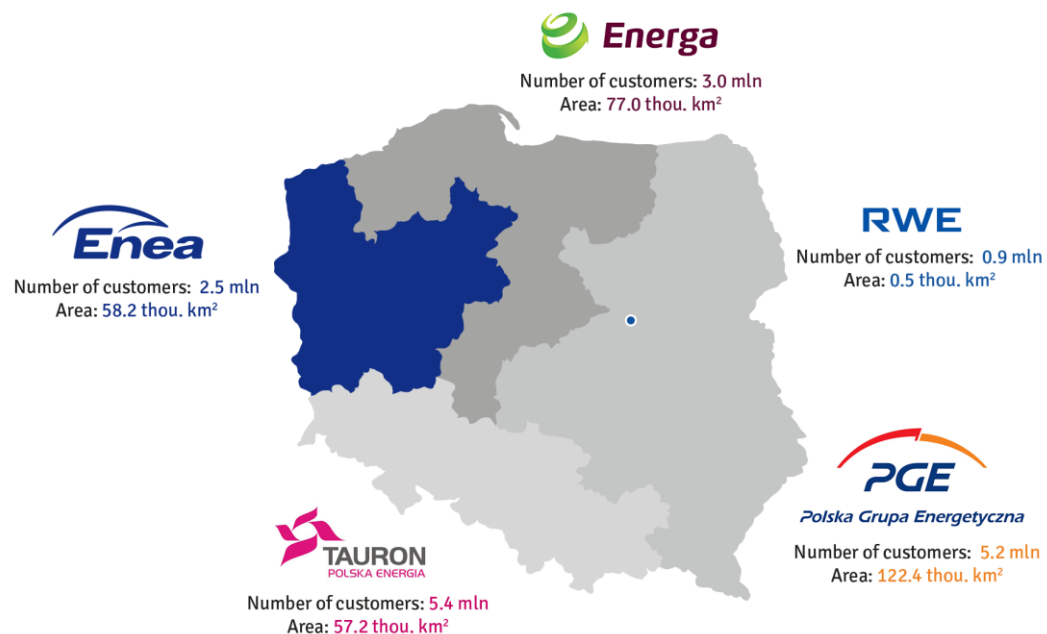 Energa
Number of customers: 3.0 mln
Area: 77.0 thou. km²
Enea
Number of customers: 2.5 mln
Area: 58.2 thou. km²
RWE
Number of customers: 0.9 mln
Area: 0.5 thou. km²
PGE
Polska Grupa Energetyczna
Number of customers: 5.2 mln
Area: 122.4 thou. km²
TAURON
POLSKA ENERGIA
Number of customers: 5.4 mln
Area: 57.2 thou. km²